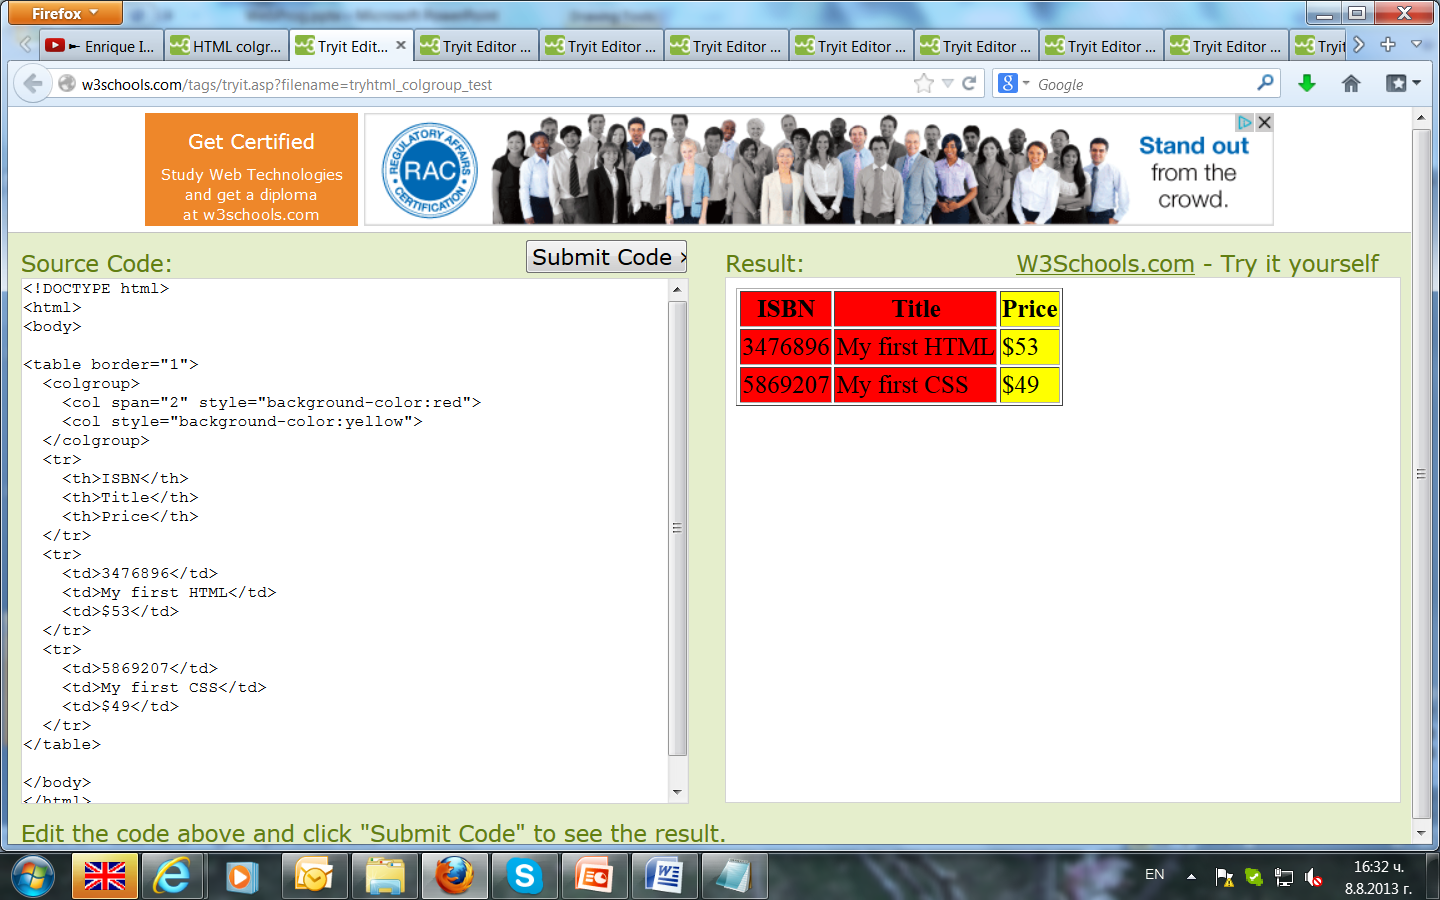 Firefox
Enrique I...
HTML colgr...
Tryit Edit...
Tryit Editor ...
Tryit Editor ...
Tryit Editor ...
Tryit Editor ...
Tryit Editor ...
Tryit Editor ...
Tryit Editor ...
Tryit
w3schools.com/tags/tryit.asp?filename=tryhtml_colgroup_test
Google
Get Certified
Study Web Technologies
and get a diploma
at w3schools.com
REGULATORY AFFAIRS
RAC
CERTIFICATION
Stand out
from the
crowd.
Source Code:
Submit Code »
Result:
W3Schools.com - Try it yourself
<!DOCTYPE html>
<html>
<body>
<table border="1">
<colgroup>
<col span="2" style="background-color:red">
<col style="background-color:yellow">
</colgroup>
<tr>
<th>ISBN</th>
<th>Title</th>
<th>Price</th>
</tr>
<tr>
<td>3476896</td>
<td>My first HTML</td>
<td>$53</td>
</tr>
<tr>
<td>5869207</td>
<td>My first CSS</td>
<td>$49</td>
</tr>
</table>
</body>
</html>
ISBN Title Price
3476896 My first HTML $53
5869207 My first CSS $49
Edit the code above and click "Submit Code" to see the result.
EN
16:32 ч.
8.8.2013 г.